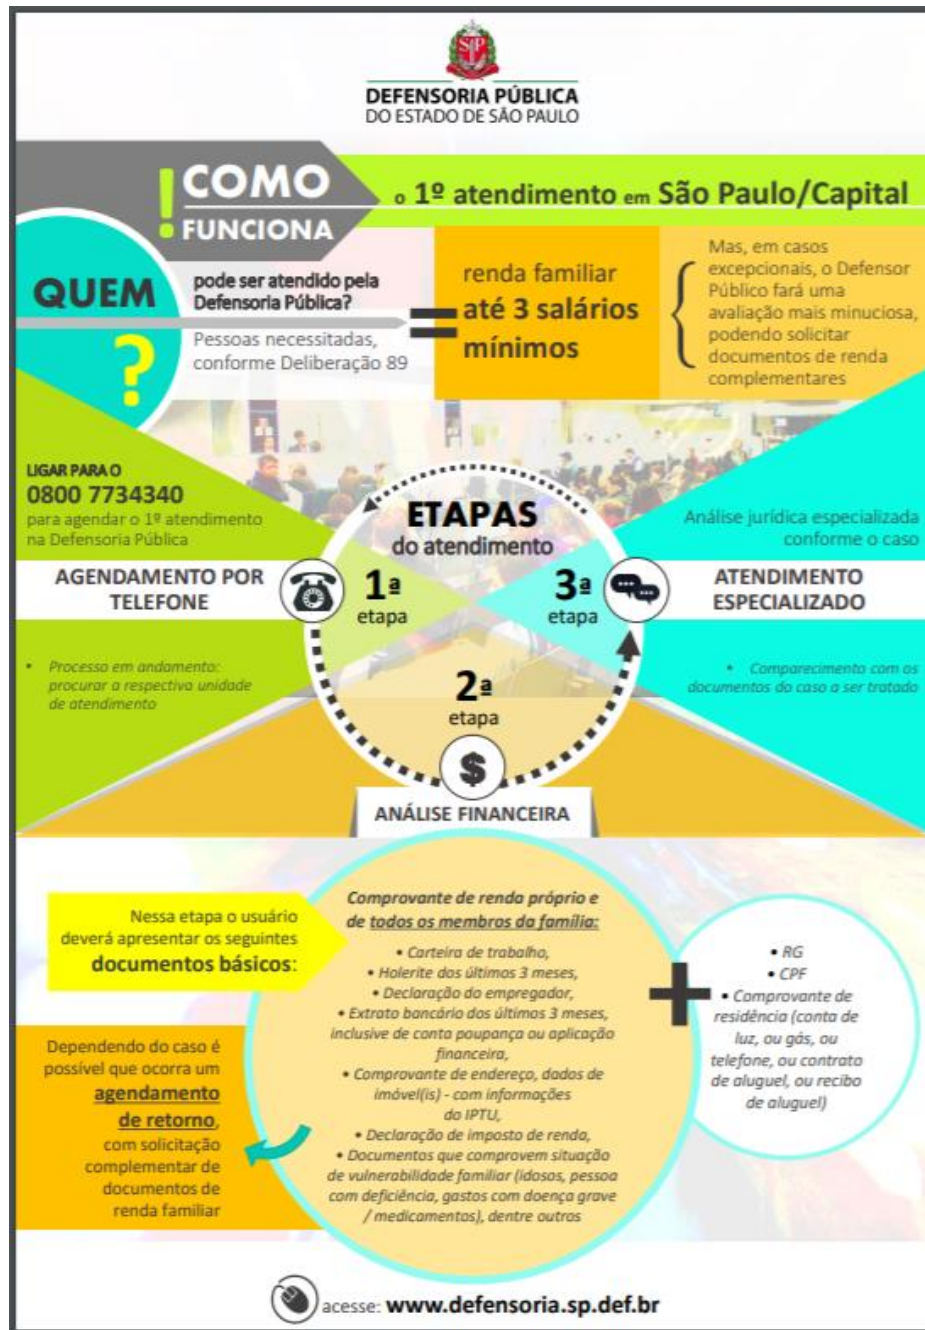 DEFENSORIA PÚBLICA
DO ESTADO DE SÃO PAULO
! COMO
FUNCIONA
o 1º atendimento em São Paulo/Capital
QUEM
?
pode ser atendido pela
Defensoria Pública?
Pessoas necessitadas,
conforme Deliberação 89
=
renda familiar
até 3 salários
mínimos
Mas, em casos
excepcionais, o Defensor
Público fará uma
avaliação mais minuciosa,
podendo solicitar
documentos de renda
complementares
LIGAR PARA O
0800 7734340
para agendar o 1º atendimento
na Defensoria Pública
AGENDAMENTO POR
TELEFONE
• Processo em andamento:
procurar a respectiva unidade
de atendimento
ETAPAS
do atendimento
1ª
etapa
2ª
etapa
3ª
etapa
$
ANÁLISE FINANCEIRA
Análise jurídica especializada
conforme o caso
ATENDIMENTO
ESPECIALIZADO
• Comparecimento com os
documentos do caso a ser tratado
Nessa etapa o usuário
deverá apresentar os seguintes
documentos básicos:
Comprovante de renda próprio e
de todos os membros da família:
• Carteira de trabalho,
• Holerite dos últimos 3 meses,
• Declaração do empregador,
• Extrato bancário dos últimos 3 meses,
inclusive de conta poupança ou aplicação
financeira,
• Comprovante de endereço, dados de
imóvel(is) - com informações
do IPTU,
• Declaração de imposto de renda,
• Documentos que comprovem situação
de vulnerabilidade familiar (idosos, pessoa
com deficiência, gastos com doença grave
/ medicamentos), dentre outros
+
• RG
• CPF
• Comprovante de
residência (conta de
luz, ou gás, ou
telefone, ou contrato
de aluguel, ou recibo
de aluguel)
Dependendo do caso é
possível que ocorra um
agendamento
de retorno,
com solicitação
complementar de
documentos de
renda familiar
acesse: www.defensoria.sp.def.br